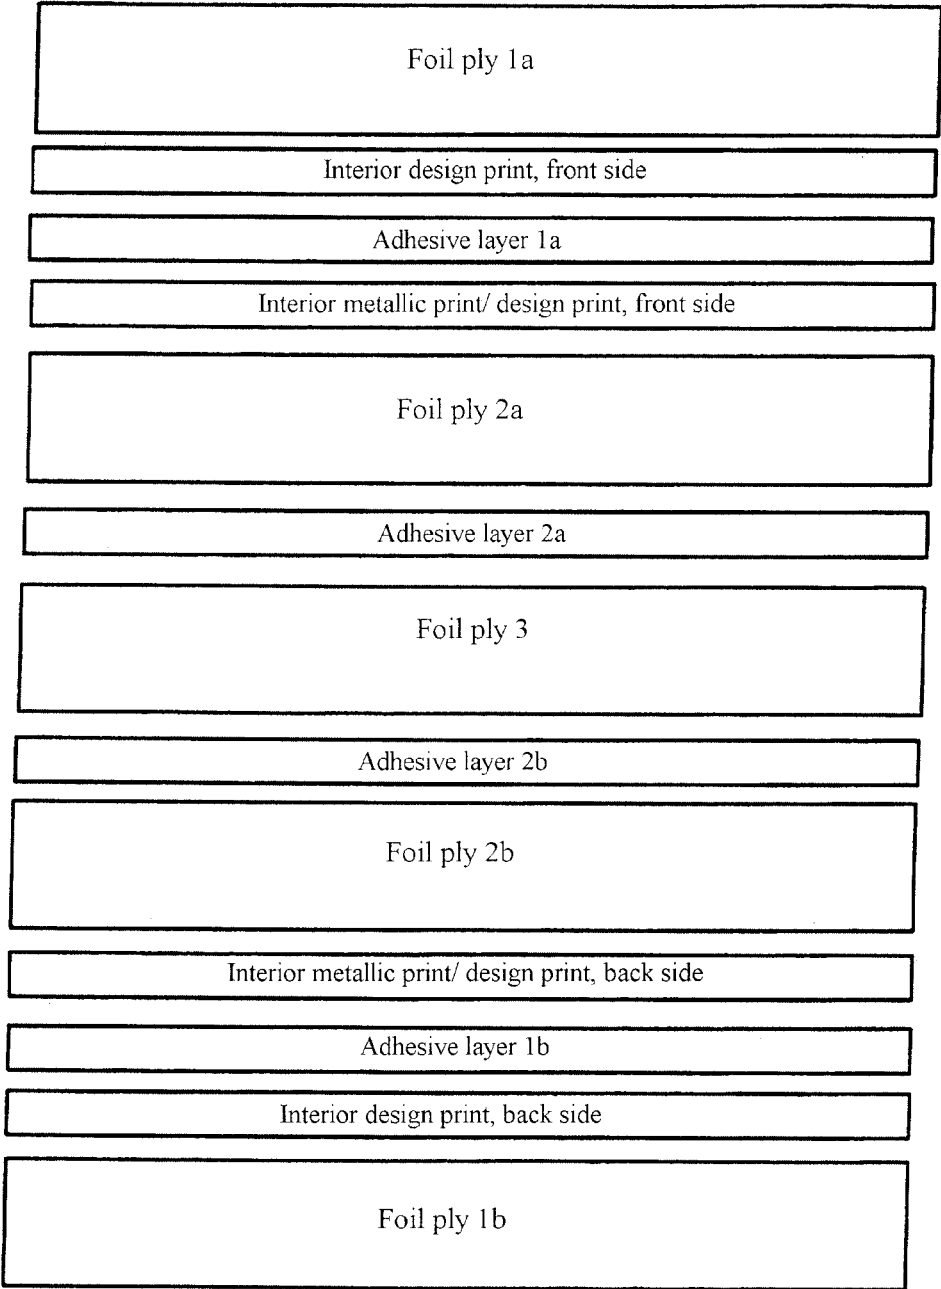 Foil ply 1a
Interior design print, front side
Adhesive layer 1a
Interior metallic print/ design print, front side
Foil ply 2a
Adhesive layer 2a
Foil ply 3
Adhesive layer 2b
Foil ply 2b
Interior metallic print/ design print, back side
Adhesive layer 1b
Interior design print, back side
Foil ply 1b